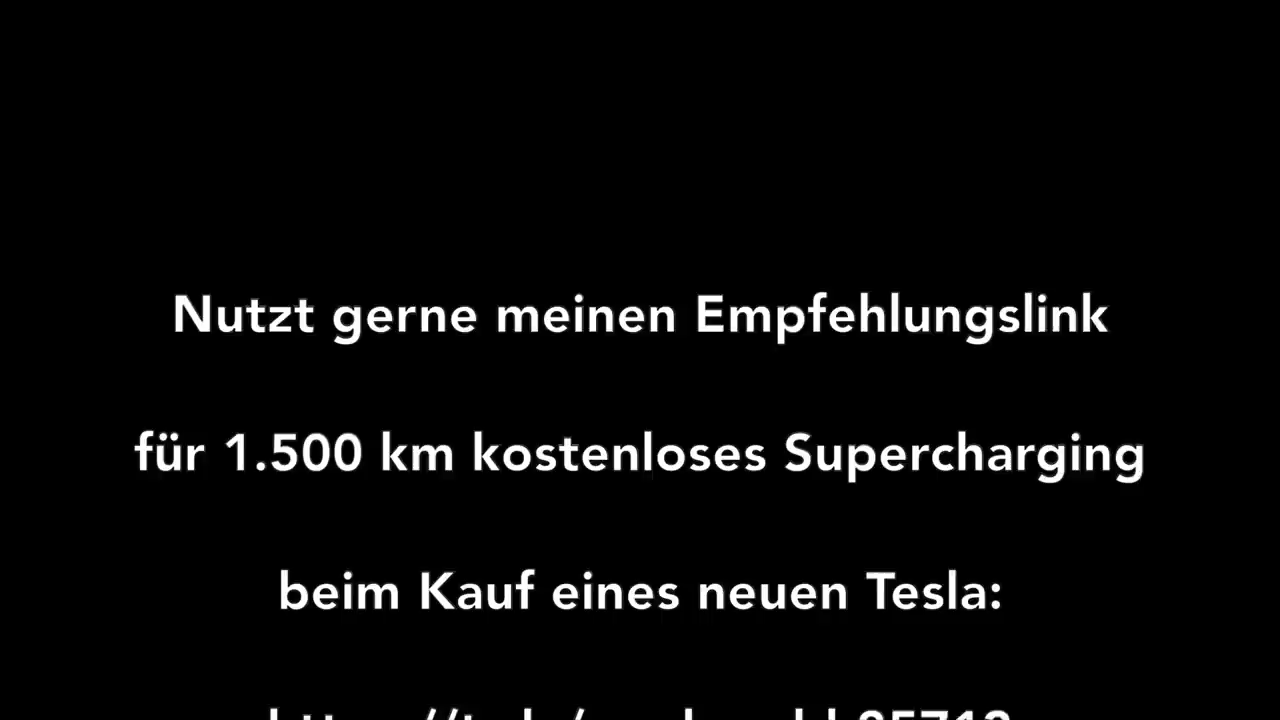 Nutzt gerne meinen Empfehlungslink
für 1.500 km kostenloses Supercharging
beim Kauf eines neuen Tesla: